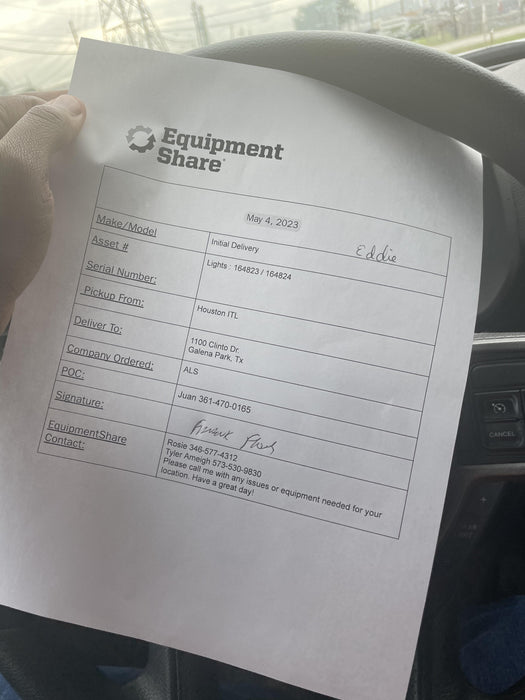 Equipment
Share
May 4, 2023
Make/Model
Initial Delivery
Eddie
Asset #
Lights : 164823 / 164824
Serial Number:
Pickup From:
Houston ITL
Deliver To:
1100 Clinto Dr,
Galena Park, Tx
Company Ordered:
ALS
POC:
Juan 361-470-0165
Signature:
EquipmentShare
Contact:
Rosie 346-577-4312
Tyler Ameigh 573-530-9830
Please call me with any issues or equipment needed for your
location. Have a great day!
CANCEL